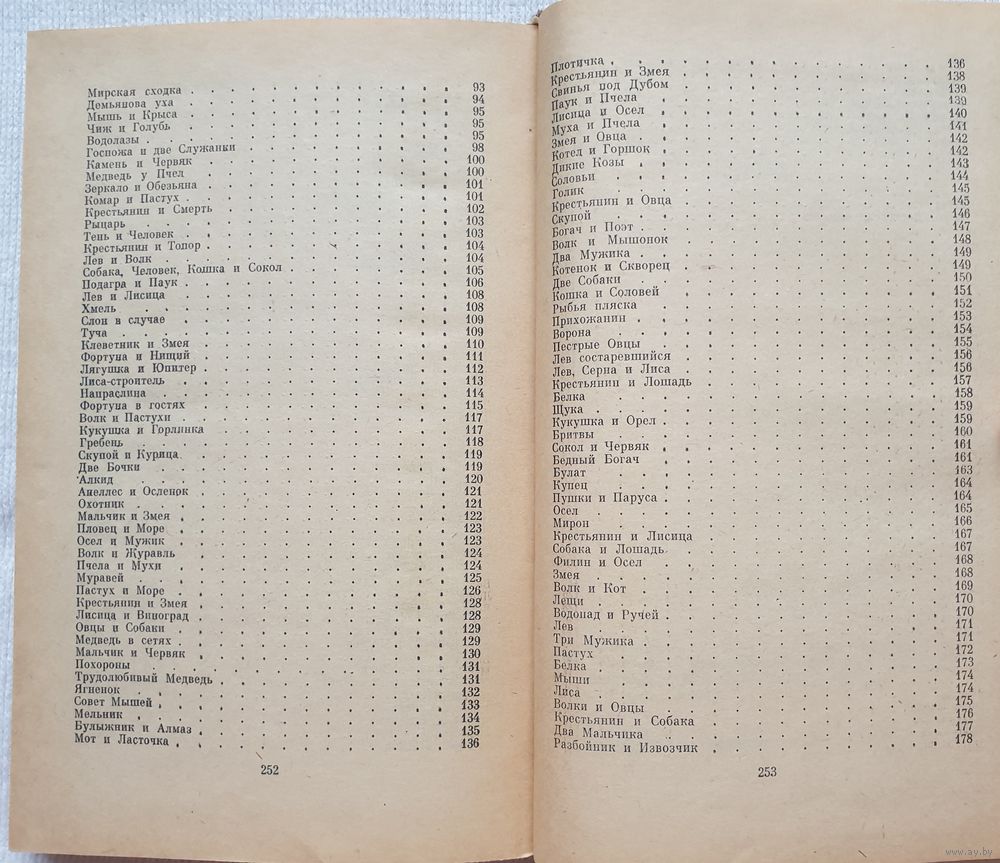 Мирская сходка . . . . . . . . . . 93
Демьянова уха . . . . . . . . . . 94
Мышь и Крыса . . . . . . . . . . 95
Чиж и Голубь . . . . . . . . . . 95
Водолазы . . . . . . . . . . 95
Госпожа и две Служанки . . . . . . . . . . 98
Камень и Червяк . . . . . . . . . . 100
Медведь у Пчел . . . . . . . . . . 100
Зеркало и Обезьяна . . . . . . . . . . 101
Комар и Пастух . . . . . . . . . . 101
Крестьянин и Смерть . . . . . . . . . . 102
Рыцарь . . . . . . . . . . 103
Тень и Человек . . . . . . . . . . 103
Крестьянин и Топор . . . . . . . . . . 104
Лев и Волк . . . . . . . . . . 104
Собака, Человек, Кошка и Сокол . . . . . . . . . . 105
Подагра и Паук . . . . . . . . . . 106
Лев и Лисица . . . . . . . . . . 108
Хмель . . . . . . . . . . 108
Слон в случае . . . . . . . . . . 109
Туча . . . . . . . . . . 109
Клеветник и Змея . . . . . . . . . . 110
Фортуна и Нищий . . . . . . . . . . 111
Лягушка и Юпитер . . . . . . . . . . 112
Лиса-строитель . . . . . . . . . . 113
Напраслина . . . . . . . . . . 114
Фортуна в гостях . . . . . . . . . . 115
Волк и Пастухи . . . . . . . . . . 117
Кукушка и Горлинка . . . . . . . . . . 117
Гребень . . . . . . . . . . 118
Скупой и Курица . . . . . . . . . . 119
Две Бочки . . . . . . . . . . 119
Алкид . . . . . . . . . . 120
Апеллес и Осленок . . . . . . . . . . 121
Охотник . . . . . . . . . . 121
Мальчик и Змея . . . . . . . . . . 122
Пловец и Море . . . . . . . . . . 123
Осел и Мужик . . . . . . . . . . 123
Волк и Журавль . . . . . . . . . . 124
Пчела и Мухи . . . . . . . . . . 124
Муравей . . . . . . . . . . 125
Пастух и Море . . . . . . . . . . 126
Крестьянин и Змея . . . . . . . . . . 128
Лисица и Виноград . . . . . . . . . . 128
Овцы и Собаки . . . . . . . . . . 129
Медведь в сетях . . . . . . . . . . 129
Мальчик и Червяк . . . . . . . . . . 130
Похороны . . . . . . . . . . 131
Трудолюбивый Медведь . . . . . . . . . . 131
Ягненок . . . . . . . . . . 132
Совет Мышей . . . . . . . . . . 133
Мельник . . . . . . . . . . 134
Булыжник и Алмаз . . . . . . . . . . 135
Мот и Ласточка . . . . . . . . . . 136
252
Плотичка . . . . . . . . . . 136
Крестьянин и Змея . . . . . . . . . . 138
Свинья под Дубом . . . . . . . . . . 139
Паук и Пчела . . . . . . . . . . 139
Лисица и Осел . . . . . . . . . . 140
Муха и Пчела . . . . . . . . . . 141
Змея и Овца . . . . . . . . . . 142
Котел и Горшок . . . . . . . . . . 142
Дикие Козы . . . . . . . . . . 143
Соловьи . . . . . . . . . . 144
Голик . . . . . . . . . . 145
Крестьянин и Овца . . . . . . . . . . 145
Скупой . . . . . . . . . . 146
Богач и Поэт . . . . . . . . . . 147
Волк и Мышонок . . . . . . . . . . 148
Два Мужика . . . . . . . . . . 149
Котенок и Скворец . . . . . . . . . . 149
Две Собаки . . . . . . . . . . 150
Кошка и Соловей . . . . . . . . . . 151
Рыбья пляска . . . . . . . . . . 152
Прихожанин . . . . . . . . . . 153
Ворона . . . . . . . . . . 154
Пестрые Овцы . . . . . . . . . . 155
Лев состаревшийся . . . . . . . . . . 156
Лев, Серна и Лиса . . . . . . . . . . 156
Крестьянин и Лошадь . . . . . . . . . . 157
Белка . . . . . . . . . . 158
Щука . . . . . . . . . . 159
Кукушка и Орел . . . . . . . . . . 159
Бритвы . . . . . . . . . . 160
Сокол и Червяк . . . . . . . . . . 161
Бедный Богач . . . . . . . . . . 161
Булат . . . . . . . . . . 163
Купец . . . . . . . . . . 164
Пушки и Паруса . . . . . . . . . . 164
Осел . . . . . . . . . . 165
Мирон . . . . . . . . . . 166
Крестьянин и Лисица . . . . . . . . . . 167
Собака и Лошадь . . . . . . . . . . 167
Филин и Осел . . . . . . . . . . 168
Змея . . . . . . . . . . 168
Волк и Кот . . . . . . . . . . 169
Лещи . . . . . . . . . . 170
Водопад и Ручей . . . . . . . . . . 170
Лев . . . . . . . . . . 171
Три Мужика . . . . . . . . . . 171
Пастух . . . . . . . . . . 172
Белка . . . . . . . . . . 173
Мыши . . . . . . . . . . 174
Лиса . . . . . . . . . . 174
Волки и Овцы . . . . . . . . . . 175
Крестьянин и Собака . . . . . . . . . . 176
Два Мальчика . . . . . . . . . . 177
Разбойник и Извозчик . . . . . . . . . . 178
253
www.ay.by